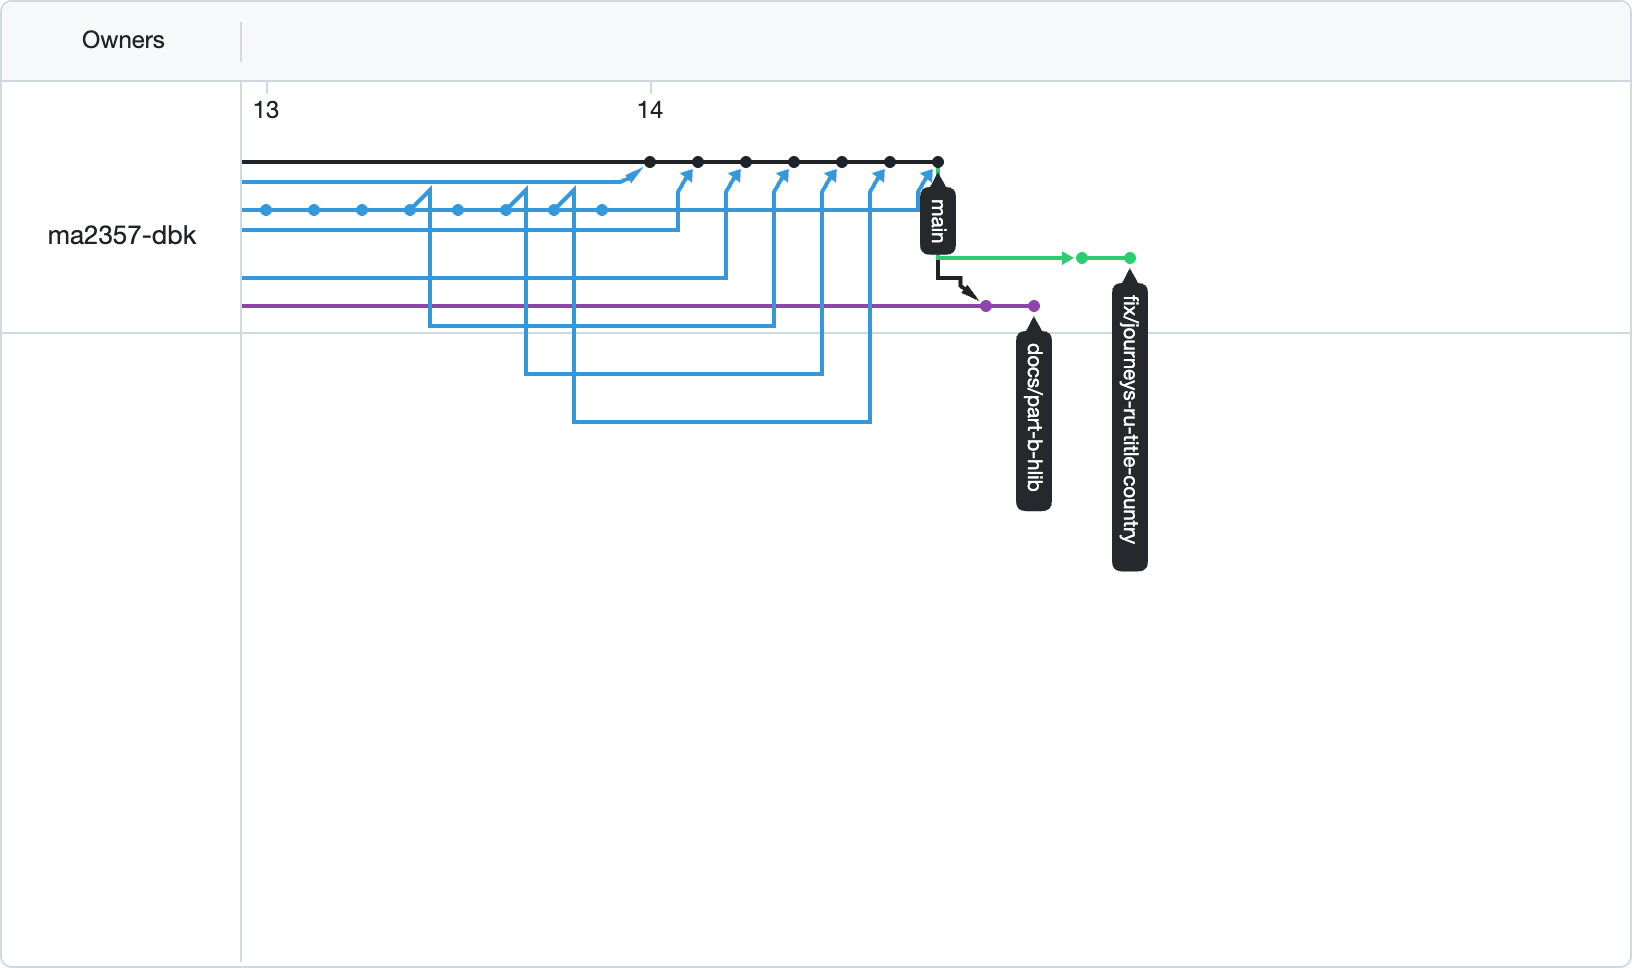 Owners
13
14
ma2357-dbk
main
docs/part-b-hlib
fix/journeys-ru-title-country